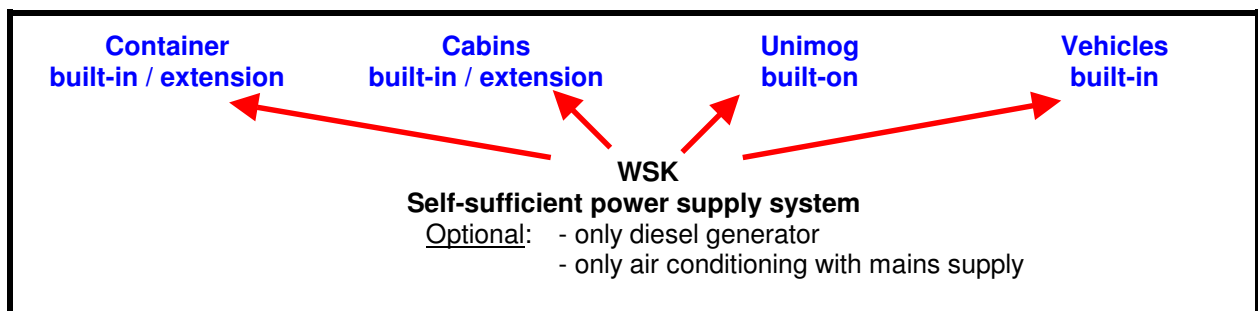 Container
built-in / extension
Cabins
built-in / extension
Unimog
built-on
Vehicles
built-in
WSK
Self-sufficient power supply system
Optional: - only diesel generator
- only air conditioning with mains supply